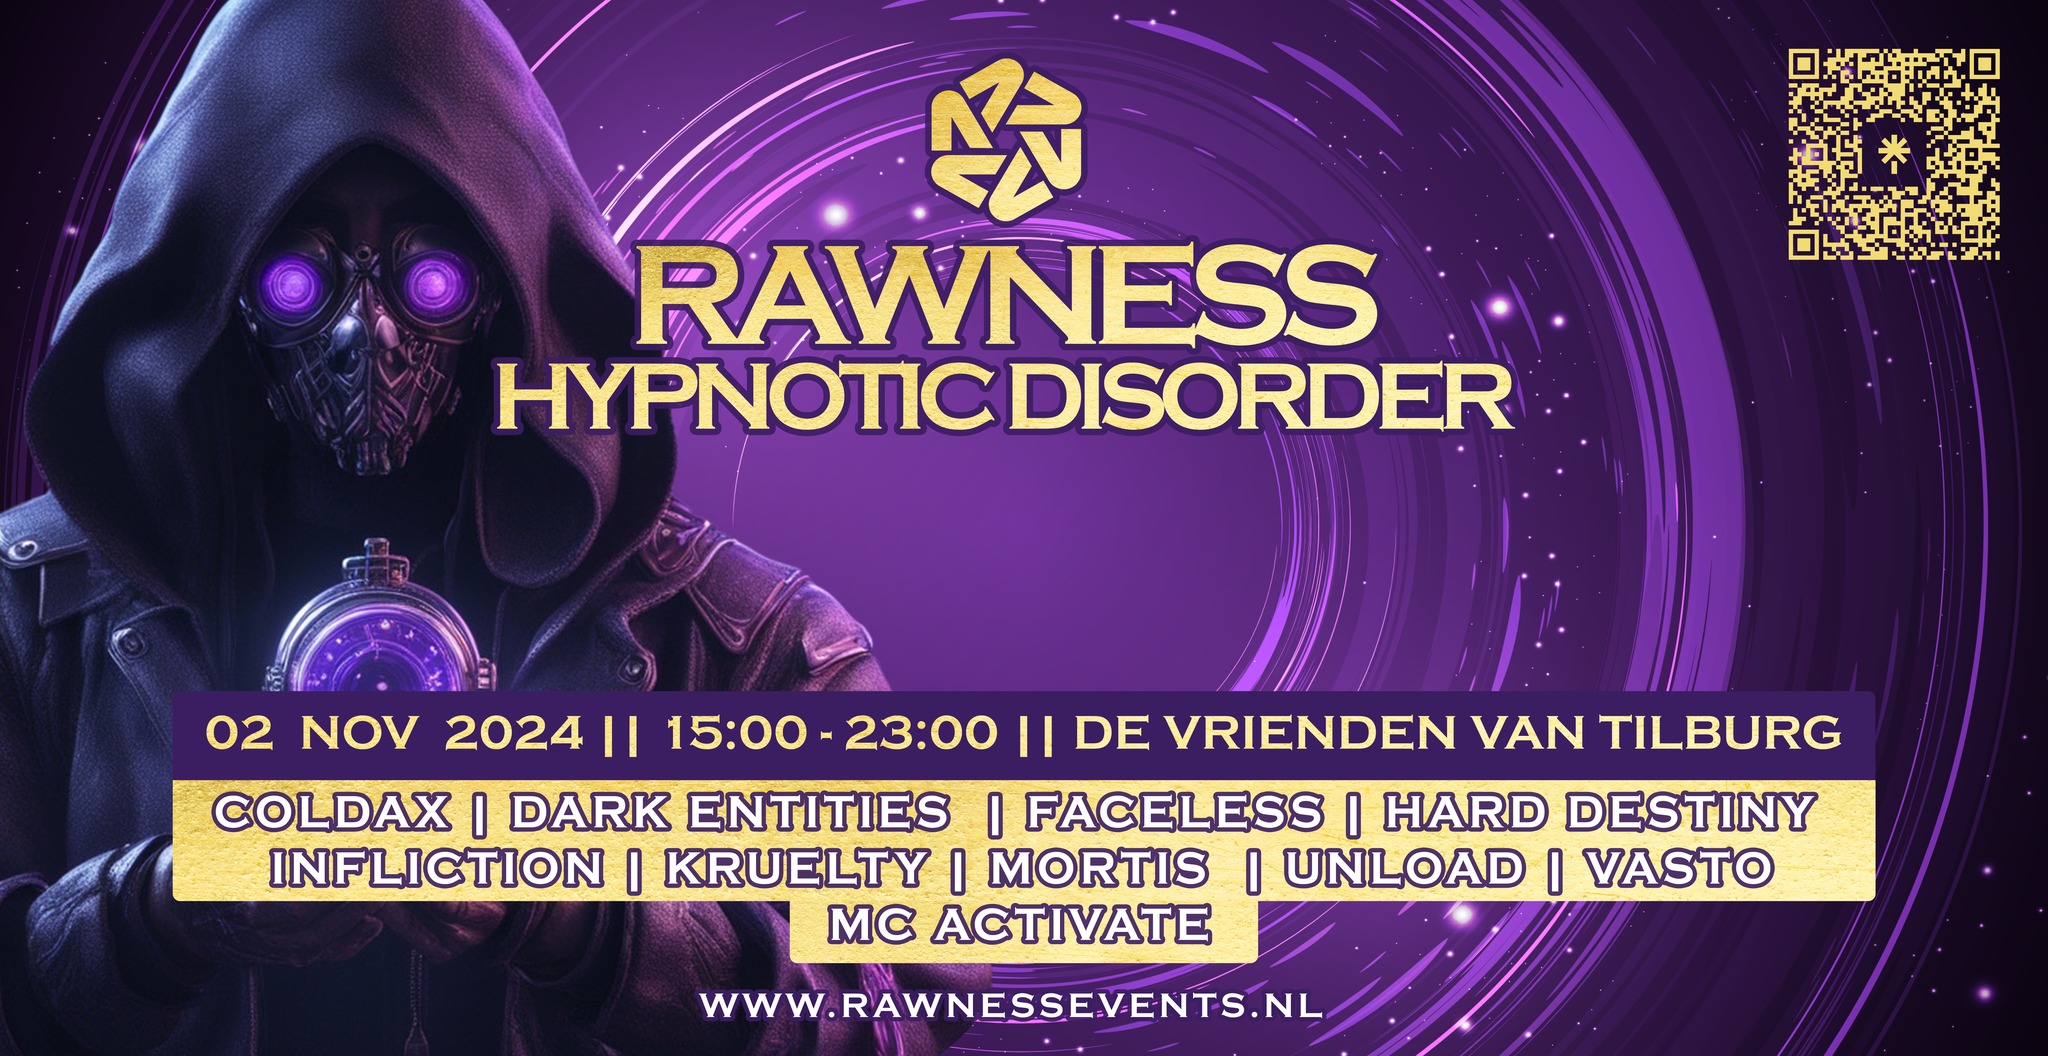 RAWNESS
HYPNOTIC DISORDER
02 NOV 2024 || 15:00 - 23:00 || DE VRIENDEN VAN TILBURG
COLDAX | DARK ENTITIES | FACELESS | HARD DESTINY
INFLICTION | KRUELTY | MORTIS | UNLOAD | VASTO
MC ACTIVATE
WWW.RAWNESSEVENTS.NL